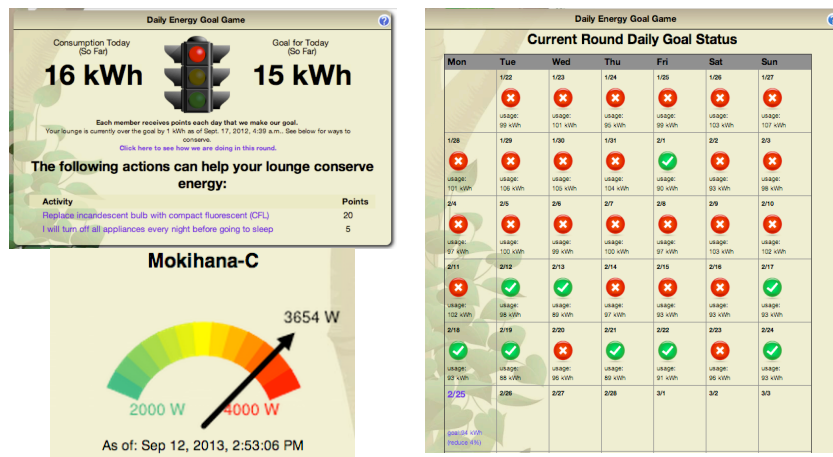 Daily Energy Goal Game
?
Consumption Today
(So Far)
16 kWh
Goal for Today
(So Far)
15 kWh
Each member receives points each day that we make our goal.
Your lounge is currently over the goal by 1 kWh as of Sept. 17, 2012, 4:39 a.m.. See below for ways to
conserve.
Click here to see how we are doing in this round.
The following actions can help your lounge conserve
energy:
Activity Points
Replace incandescent bulb with compact fluorescent (CFL) 20
I will turn off all appliances every night before going to sleep 5
Mokihana-C
3654 W
2000 W 4000 W
As of: Sep 12, 2013, 2:53:06 PM
Daily Energy Goal Game
?
Current Round Daily Goal Status
Mon Tue Wed Thu Fri Sat Sun
1/22 1/23 1/24 1/25 1/26 1/27
usage: usage: usage: usage: usage: usage:
99 kWh 101 kWh 95 kWh 99 kWh 103 kWh 107 kWh
1/28 1/29 1/30 1/31 2/1 2/2 2/3
usage: usage: usage: usage: usage: usage: usage:
101 kWh 106 kWh 105 kWh 104 kWh 90 kWh 93 kWh 98 kWh
2/4 2/5 2/6 2/7 2/8 2/9 2/10
usage: usage: usage: usage: usage: usage: usage:
97 kWh 100 kWh 99 kWh 100 kWh 97 kWh 103 kWh 102 kWh
2/11 2/12 2/13 2/14 2/15 2/16 2/17
usage: usage: usage: usage: usage: usage: usage:
102 kWh 98 kWh 89 kWh 97 kWh 93 kWh 93 kWh 93 kWh
2/18 2/19 2/20 2/21 2/22 2/23 2/24
usage: usage: usage: usage: usage: usage: usage:
93 kWh 88 kWh 96 kWh 89 kWh 91 kWh 96 kWh 93 kWh
2/25 2/26 2/27 2/28 3/1 3/2 3/3
goal:84 kWh
(reduce 4%)